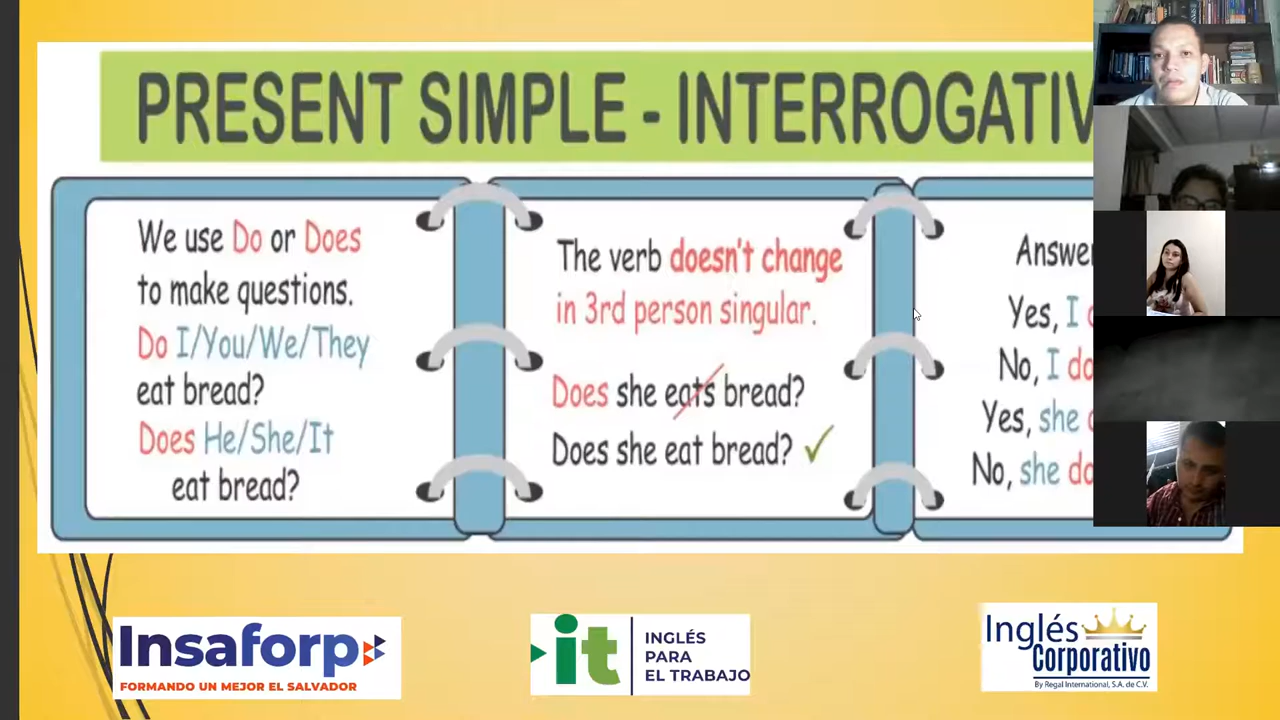 PRESENT SIMPLE - INTERROGATIV
We use Do or Does
to make questions.
Do I/You/We/They
eat bread?
Does He/She/It
eat bread?
The verb doesn't change
in 3rd person singular.
Does she eats bread?
Does she eat bread?
Answe
Yes, I
No, I do
Yes, she
No, she do
Insaforp
FORMANDO UN MEJOR EL SALVADOR
it
INGLÉS
PARA
EL TRABAJO
Inglés
Corporativo
By Regal International, S.A. de C.V.